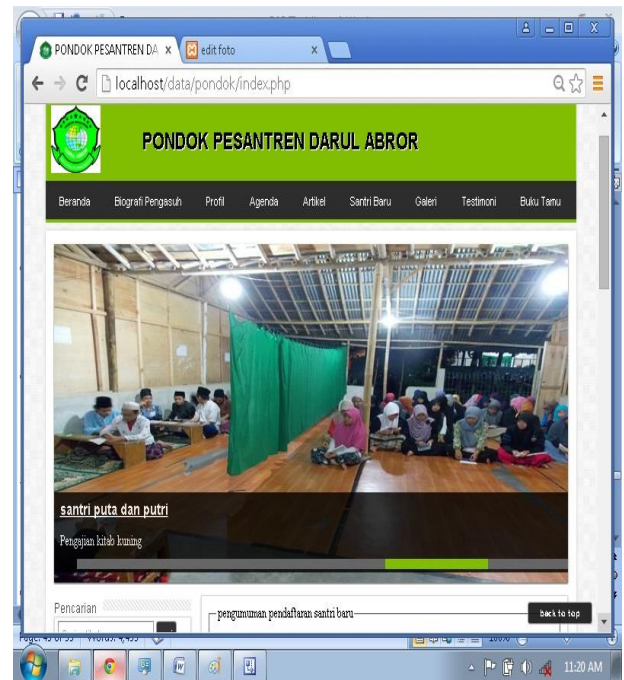 PONDOK PESANTREN DA
edit foto
localhost/data/pondok/index.php
PONDOK PESANTREN DARUL ABROR
Beranda Biografi Pengasuh Profil Agenda Artikel Santri Baru Galeri Testimoni Buku Tamu
santri puta dan putri
Pengajian kitab kuning
Pencarian
pengumuman pendaftaran santri baru
back to top
11:20 AM